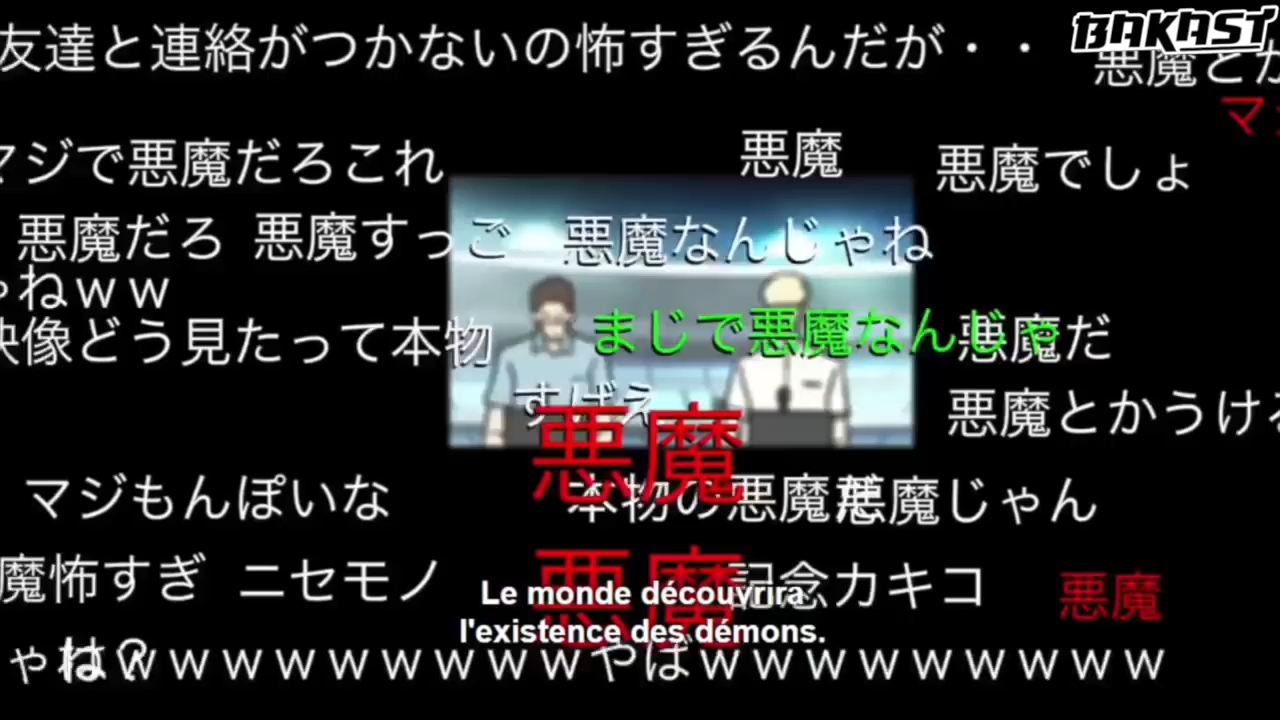 BAKAST
友達と連絡がつかないの怖すぎるんだが・・
悪魔とか
マジで悪魔だろこれ
悪魔
悪魔でしょ
悪魔だろ
悪魔すっご
悪魔なんじゃね
ゃねｗｗ
映像どう見たって本物
まじで悪魔なんじゃ
悪魔だ
すげえ
悪魔とかうける
悪魔
マジもんぽいな
本物の悪魔だ
悪魔じゃん
魔怖すぎ
ニセモノ
悪魔
記念カキコ
悪魔
Le monde découvrira
l'existence des démons.
ｗｗｗｗｗｗｗｗｗやばｗｗｗｗｗｗｗｗｗ